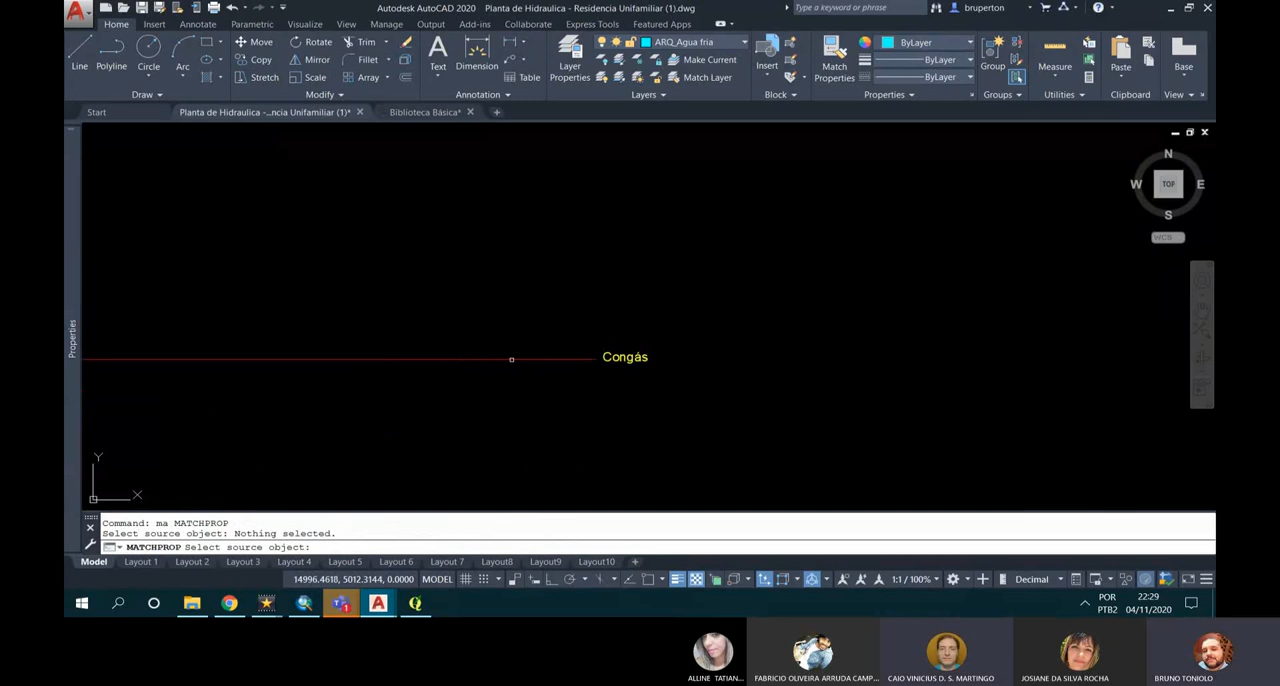 Autodesk AutoCAD 2020 Planta de Hidraulica - Residencia Unifamiliar (1).dwg
Type a keyword or phrase
bruperton
Home Insert Annotate Parametric View Manage Output Add-ins Collaborate Express Tools Featured Apps
Line Polyline Circle Arc
Move Rotate Trim
Copy Mirror Fillet
Stretch Scale Array
Text Dimension Table
Layer Properties
ARQ_Agua fria
Make Current
Match Layer
Insert
Match Properties
ByLayer
ByLayer
ByLayer
Group Measure Paste Base
Draw Modify Annotation Layers Block Properties Groups Utilities Clipboard View
Start Planta de Hidraulica -...ncia Unifamiliar (1)* Biblioteca Básica*
N
W TOP E
S
WCS
Properties
Congás
Y
X
Command: ma MATCHPROP
Select source object: Nothing selected.
MATCHPROP Select source object:
Model Layout 1 Layout 2 Layout 3 Layout 4 Layout 5 Layout 6 Layout 7 Layout8 Layout9 Layout10
14996.4618, 5012.3144, 0.0000 MODEL 1:1 / 100% Decimal
POR
PTB2
22:29
04/11/2020
ALLINE TATIAN... FABRICIO OLIVEIRA ARRUDA CAMP... CAIO VINICIUS D. S. MARTINGO JOSIANE DA SILVA ROCHA BRUNO TONIOLO